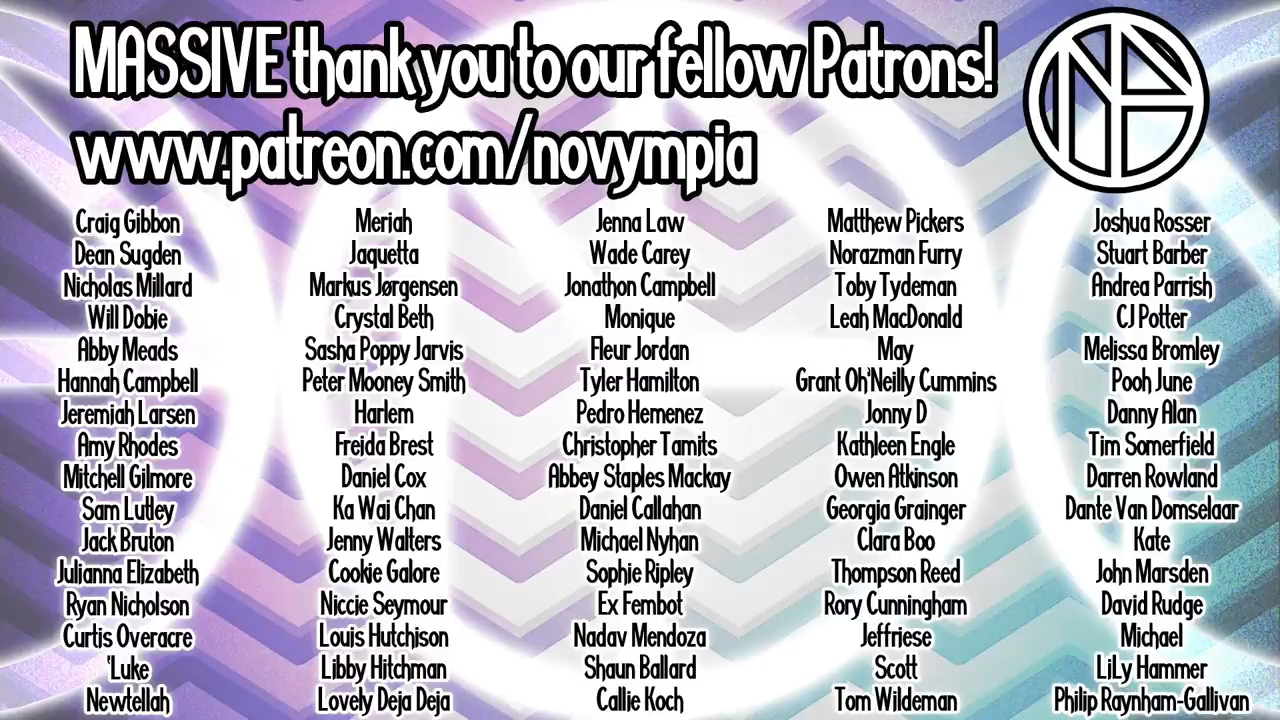 MASSIVE thank you to our fellow Patrons!
www.patreon.com/novympia
Craig Gibbon
Dean Sugden
Nicholas Millard
Will Dobie
Abby Meads
Hannah Campbell
Jeremiah Larsen
Amy Rhodes
Mitchell Gilmore
Sam Lutley
Jack Bruton
Julianna Elizabeth
Ryan Nicholson
Curtis Overacre
'Luke
Newtellah
Meriah
Jaquetta
Markus Jørgensen
Crystal Beth
Sasha Poppy Jarvis
Peter Mooney Smith
Harlem
Freida Brest
Daniel Cox
Ka Wai Chan
Jenny Walters
Cookie Galore
Niccie Seymour
Louis Hutchison
Libby Hitchman
Lovely Deja Deja
Jenna Law
Wade Carey
Jonathon Campbell
Monique
Fleur Jordan
Tyler Hamilton
Pedro Hemenez
Christopher Tamits
Abbey Staples Mackay
Daniel Callahan
Michael Nyhan
Sophie Ripley
Ex Fembot
Nadav Mendoza
Shaun Ballard
Callie Koch
Matthew Pickers
Norazman Furry
Toby Tydeman
Leah MacDonald
May
Grant Oh'Neilly Cummins
Jonny D
Kathleen Engle
Owen Atkinson
Georgia Grainger
Clara Boo
Thompson Reed
Rory Cunningham
Jeffriese
Scott
Tom Wildeman
Joshua Rosser
Stuart Barber
Andrea Parrish
CJ Potter
Melissa Bromley
Pooh June
Danny Alan
Tim Somerfield
Darren Rowland
Dante Van Domselaar
Kate
John Marsden
David Rudge
Michael
LiLy Hammer
Philip Raynham-Gallivan